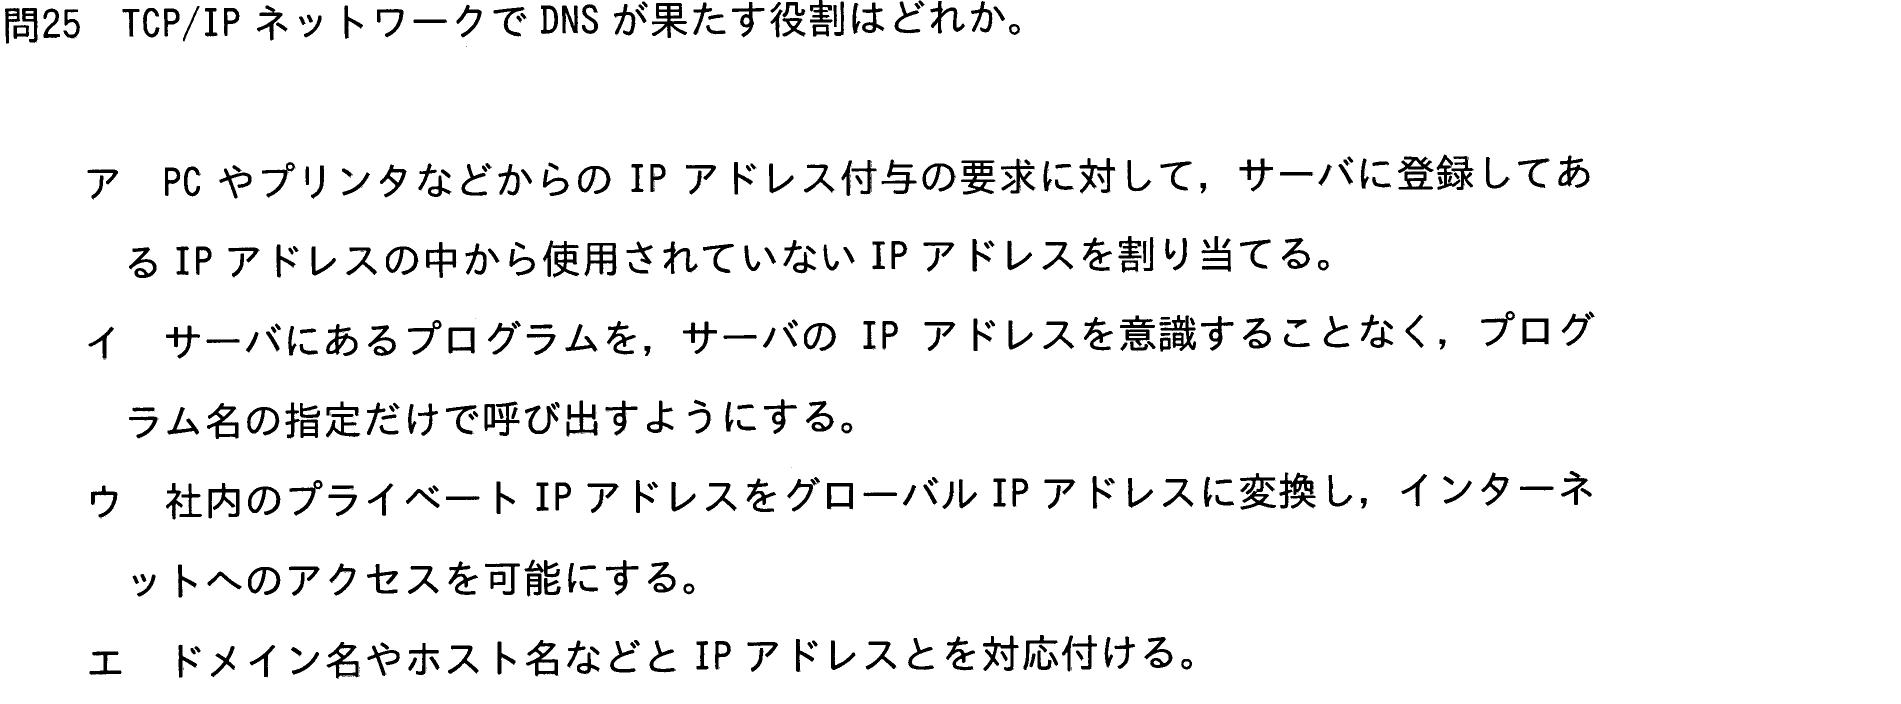 問25 TCP/IP ネットワークで DNS が果たす役割はどれか。
ア PC やプリンタなどからの IP アドレス付与の要求に対して，サーバに登録してあ
る IP アドレスの中から使用されていない IP アドレスを割り当てる。
イ サーバにあるプログラムを，サーバの IP アドレスを意識することなく，プログ
ラム名の指定だけで呼び出すようにする。
ウ 社内のプライベート IP アドレスをグローバル IP アドレスに変換し，インターネ
ットへのアクセスを可能にする。
エ ドメイン名やホスト名などと IP アドレスとを対応付ける。